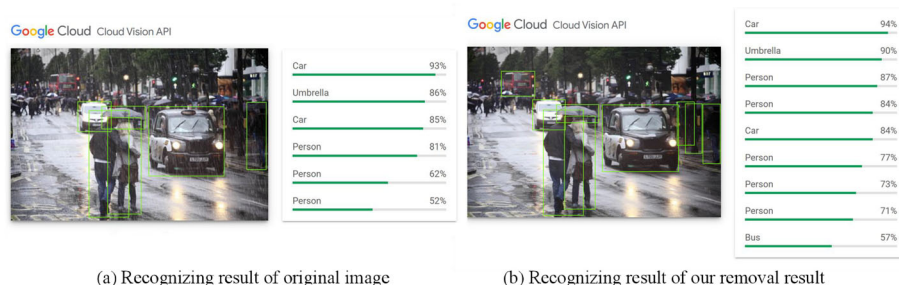 Google Cloud Cloud Vision API
Car 93%
Umbrella 86%
Car 85%
Person 81%
Person 62%
Person 52%
(a) Recognizing result of original image
Google Cloud Cloud Vision API
Car 94%
Umbrella 90%
Person 87%
Person 84%
Car 84%
Person 77%
Person 73%
Person 71%
Bus 57%
(b) Recognizing result of our removal result